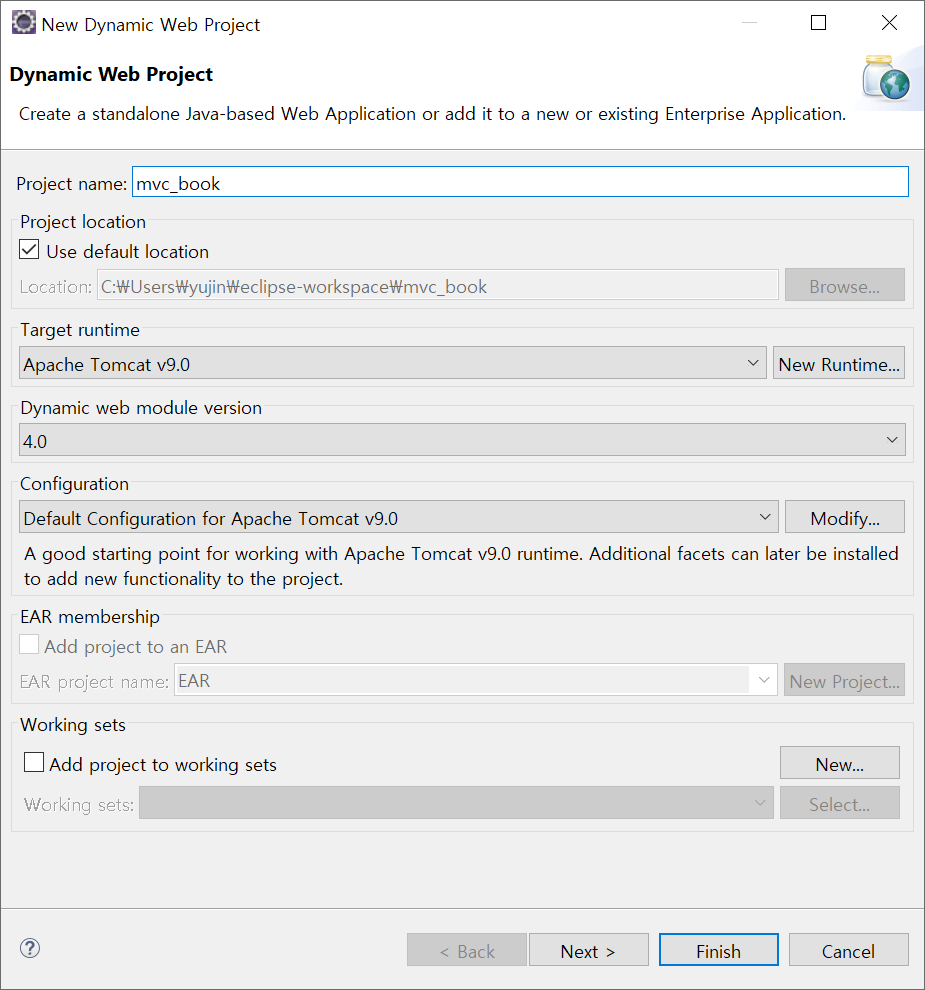 New Dynamic Web Project
Dynamic Web Project
Create a standalone Java-based Web Application or add it to a new or existing Enterprise Application.
Project name: mvc_book
Project location
Use default location
Location: C:₩Users₩yujin₩eclipse-workspace₩mvc_book Browse...
Target runtime
Apache Tomcat v9.0 New Runtime...
Dynamic web module version
4.0
Configuration
Default Configuration for Apache Tomcat v9.0 Modify...
A good starting point for working with Apache Tomcat v9.0 runtime. Additional facets can later be installed
to add new functionality to the project.
EAR membership
Add project to an EAR
EAR project name: EAR New Project...
Working sets
Add project to working sets New...
Working sets: Select...
? < Back Next > Finish Cancel